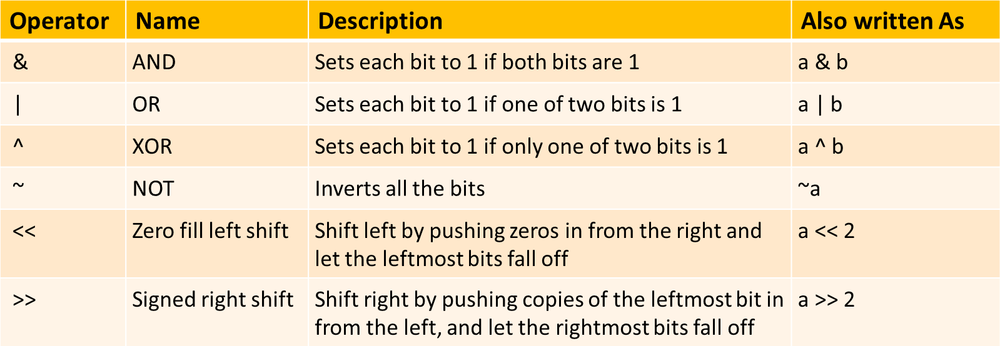 Operator Name Description Also written As
& AND Sets each bit to 1 if both bits are 1 a & b
| OR Sets each bit to 1 if one of two bits is 1 a | b
^ XOR Sets each bit to 1 if only one of two bits is 1 a ^ b
~ NOT Inverts all the bits ~a
<< Zero fill left shift Shift left by pushing zeros in from the right and a << 2
let the leftmost bits fall off
>> Signed right shift Shift right by pushing copies of the leftmost bit in a >> 2
from the left, and let the rightmost bits fall off